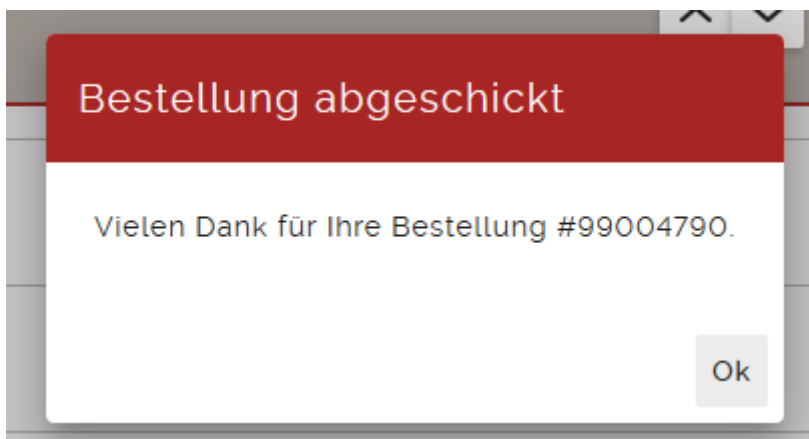 Bestellung abgeschickt
Vielen Dank für Ihre Bestellung #99004790.
Ok